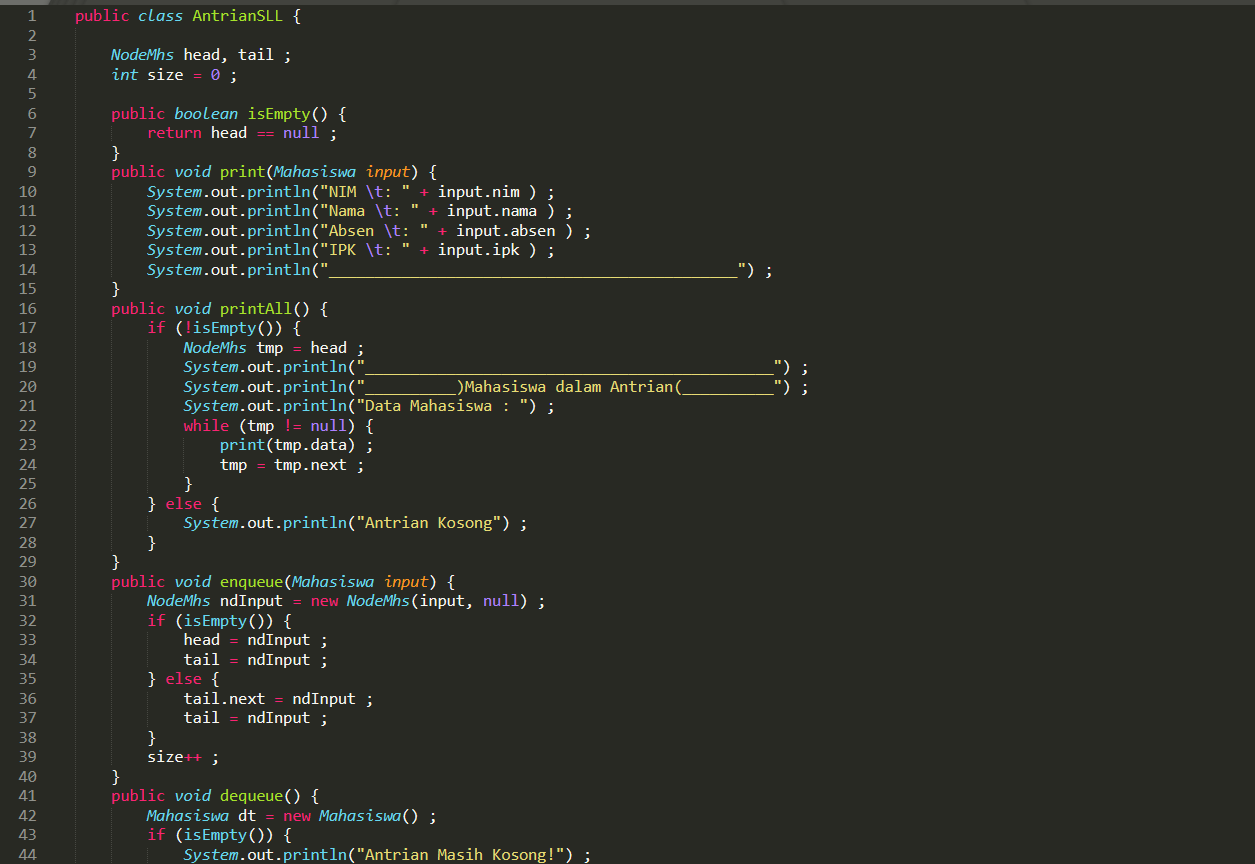 1 public class AntrianSLL {
2
3     NodeMhs head, tail ;
4     int size = 0 ;
5
6     public boolean isEmpty() {
7         return head == null ;
8     }
9     public void print(Mahasiswa input) {
10         System.out.println("NIM \t: " + input.nim ) ;
11         System.out.println("Nama \t: " + input.nama ) ;
12         System.out.println("Absen \t: " + input.absen ) ;
13         System.out.println("IPK \t: " + input.ipk ) ;
14         System.out.println("_____________________________________________") ;
15     }
16     public void printAll() {
17         if (!isEmpty()) {
18             NodeMhs tmp = head ;
19             System.out.println("_____________________________________________") ;
20             System.out.println("__________)Mahasiswa dalam Antrian(__________") ;
21             System.out.println("Data Mahasiswa : ") ;
22             while (tmp != null) {
23                 print(tmp.data) ;
24                 tmp = tmp.next ;
25             }
26         } else {
27             System.out.println("Antrian Kosong") ;
28         }
29     }
30     public void enqueue(Mahasiswa input) {
31         NodeMhs ndInput = new NodeMhs(input, null) ;
32         if (isEmpty()) {
33             head = ndInput ;
34             tail = ndInput ;
35         } else {
36             tail.next = ndInput ;
37             tail = ndInput ;
38         }
39         size++ ;
40     }
41     public void dequeue() {
42         Mahasiswa dt = new Mahasiswa() ;
43         if (isEmpty()) {
44             System.out.println("Antrian Masih Kosong!") ;